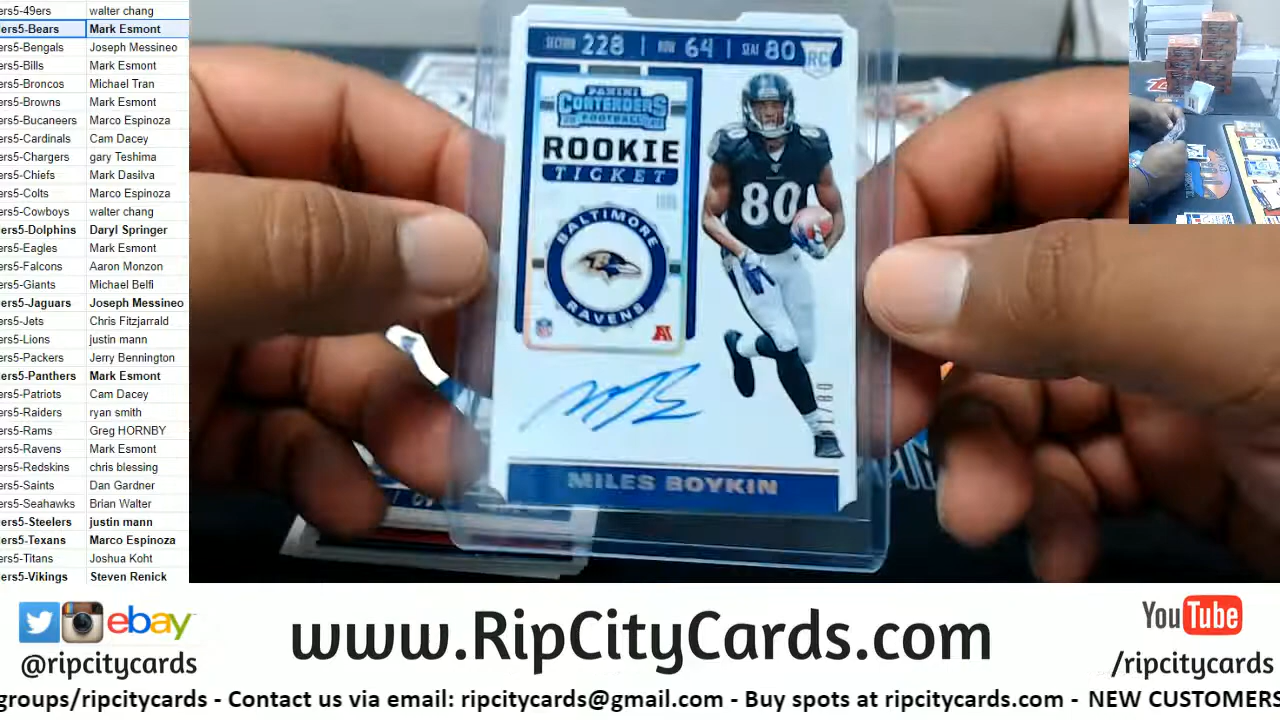 ers5-49ers walter chang
ers5-Bears Mark Esmont
ers5-Bengals Joseph Messineo
ers5-Bills Mark Esmont
ers5-Broncos Michael Tran
ers5-Browns Mark Esmont
ers5-Bucaneers Marco Espinoza
ers5-Cardinals Cam Dacey
ers5-Chargers gary Teshima
ers5-Chiefs Mark Dasilva
ers5-Colts Marco Espinoza
ers5-Cowboys walter chang
ers5-Dolphins Daryl Springer
ers5-Eagles Mark Esmont
ers5-Falcons Aaron Monzon
ers5-Giants Michael Belfi
ers5-Jaguars Joseph Messineo
ers5-Jets Chris Fitzjarrald
ers5-Lions justin mann
ers5-Packers Jerry Bennington
ers5-Panthers Mark Esmont
ers5-Patriots Cam Dacey
ers5-Raiders ryan smith
ers5-Rams Greg HORNBY
ers5-Ravens Mark Esmont
ers5-Redskins chris blessing
ers5-Saints Dan Gardner
ers5-Seahawks Brian Walter
ers5-Steelers justin mann
ers5-Texans Marco Espinoza
ers5-Titans Joshua Koht
ers5-Vikings Steven Renick
SECTION 228 | ROW 64 | SEAT 80 RC
PANINI
CONTENDERS
FOOTBALL
ROOKIE
TICKET
BALTIMORE
RAVENS
NFL
80
/80
MILES BOYKIN
ebay
@ripcitycards
www.RipCityCards.com
YouTube
/ripcitycards
groups/ripcitycards - Contact us via email: ripcitycards@gmail.com - Buy spots at ripcitycards.com - NEW CUSTOMERS